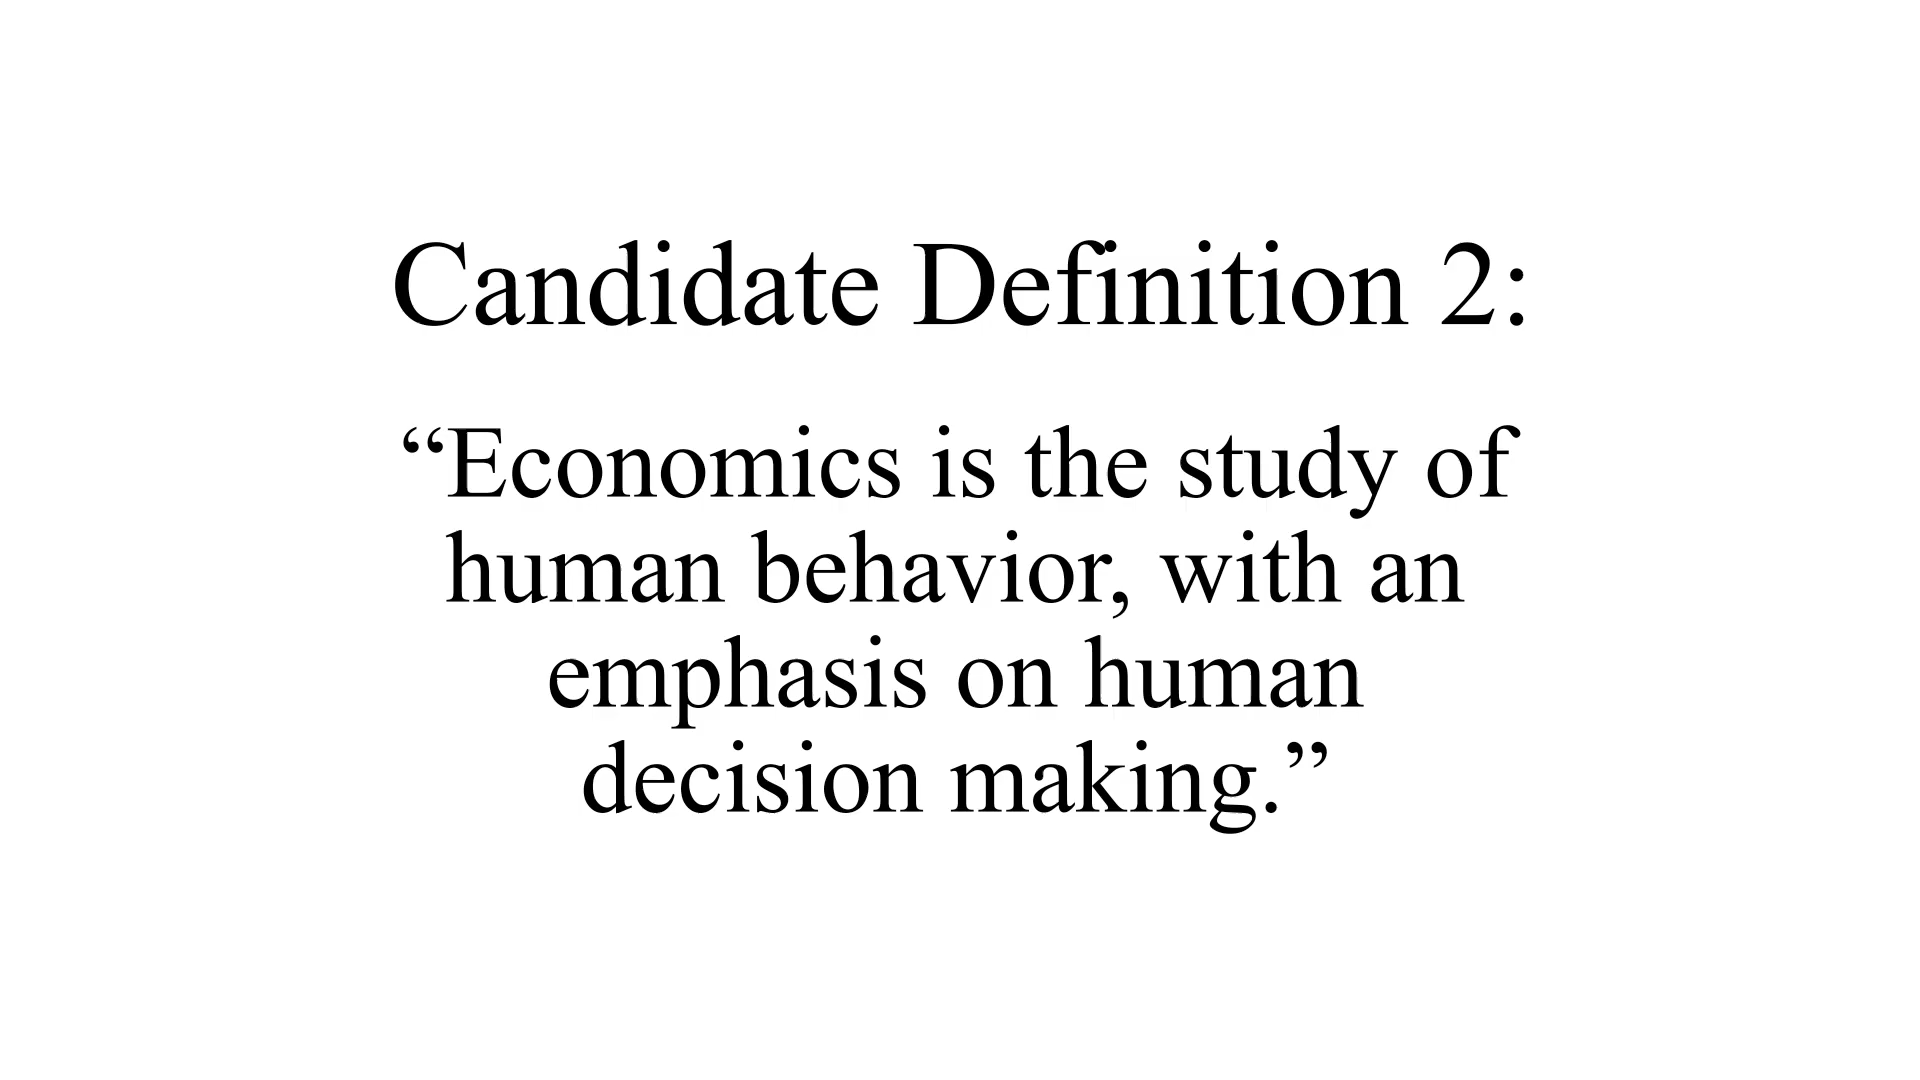 Candidate Definition 2:
“Economics is the study of
human behavior, with an
emphasis on human
decision making.”